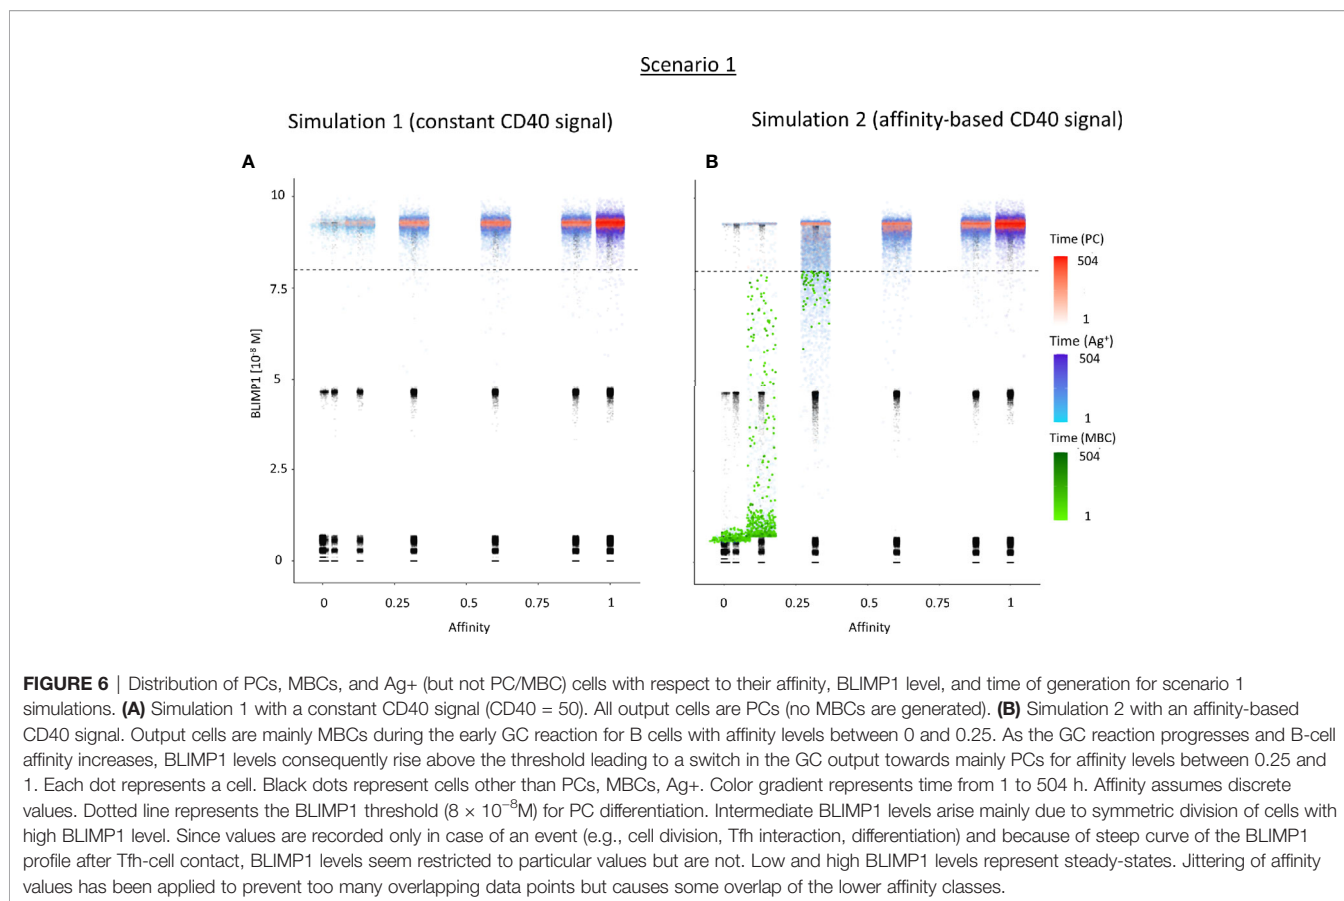 Scenario 1
Simulation 1 (constant CD40 signal)
Simulation 2 (affinity-based CD40 signal)
A
B
10
7.5
5
2.5
0
BLIMP1 [10⁻⁸ M]
0
0.25
0.5
0.75
1
Affinity
0
0.25
0.5
0.75
1
Affinity
Time (PC)
504
1
Time (Ag⁺)
504
1
Time (MBC)
504
1
FIGURE 6 | Distribution of PCs, MBCs, and Ag+ (but not PC/MBC) cells with respect to their affinity, BLIMP1 level, and time of generation for scenario 1
simulations. (A) Simulation 1 with a constant CD40 signal (CD40 = 50). All output cells are PCs (no MBCs are generated). (B) Simulation 2 with an affinity-based
CD40 signal. Output cells are mainly MBCs during the early GC reaction for B cells with affinity levels between 0 and 0.25. As the GC reaction progresses and B-cell
affinity increases, BLIMP1 levels consequently rise above the threshold leading to a switch in the GC output towards mainly PCs for affinity levels between 0.25 and
1. Each dot represents a cell. Black dots represent cells other than PCs, MBCs, Ag+. Color gradient represents time from 1 to 504 h. Affinity assumes discrete
values. Dotted line represents the BLIMP1 threshold (8 × 10⁻⁸M) for PC differentiation. Intermediate BLIMP1 levels arise mainly due to symmetric division of cells with
high BLIMP1 level. Since values are recorded only in case of an event (e.g., cell division, Tfh interaction, differentiation) and because of steep curve of the BLIMP1
profile after Tfh-cell contact, BLIMP1 levels seem restricted to particular values but are not. Low and high BLIMP1 levels represent steady-states. Jittering of affinity
values has been applied to prevent too many overlapping data points but causes some overlap of the lower affinity classes.